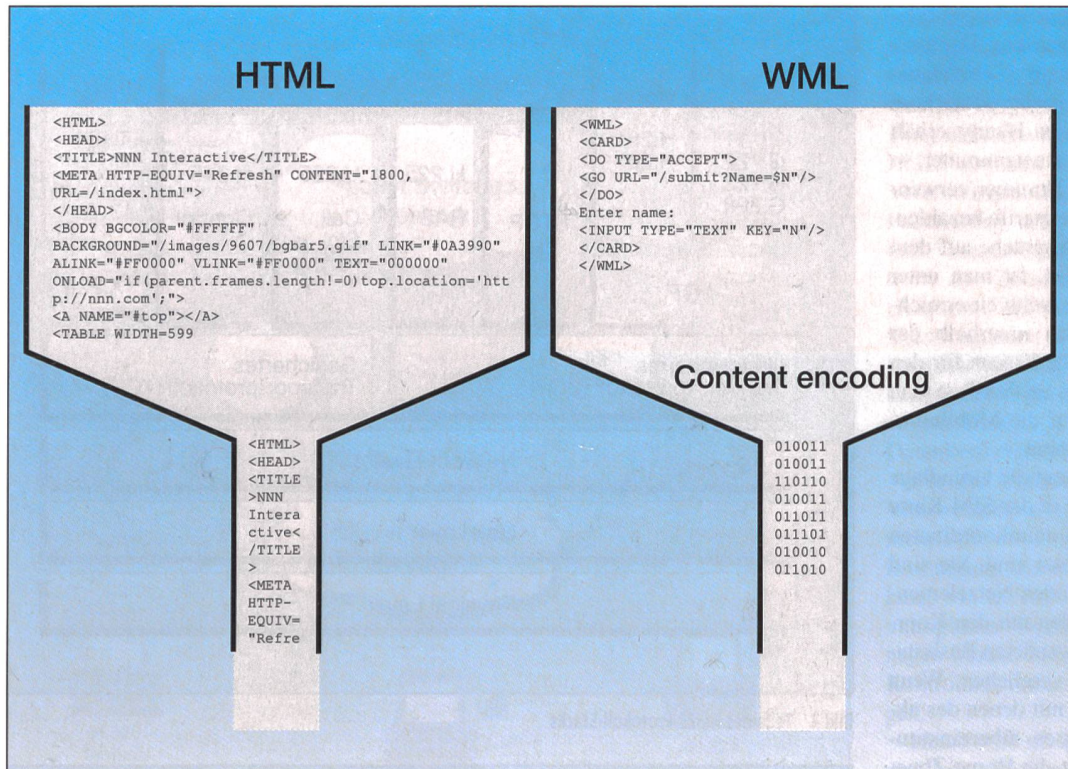 HTML
<HTML>
<HEAD>
<TITLE>NNN Interactive</TITLE>
<META HTTP-EQUIV="Refresh" CONTENT="1800,
URL=/index.html">
</HEAD>
<BODY BGCOLOR="#FFFFFF"
BACKGROUND="/images/9607/bgbar5.gif" LINK="#0A3990"
ALINK="#FF0000" VLINK="#FF0000" TEXT="000000"
ONLOAD="if(parent.frames.length!=0)top.location='htt
p://nnn.com';">
<A NAME="#top"></A>
<TABLE WIDTH=599
<HTML>
<HEAD>
<TITLE
>NNN
Intera
ctive<
/TITLE
>
<META
HTTP-
EQUIV=
"Refre
WML
<WML>
<CARD>
<DO TYPE="ACCEPT">
<GO URL="/submit?Name=$N"/>
</DO>
Enter name:
<INPUT TYPE="TEXT" KEY="N"/>
</CARD>
</WML>
Content encoding
010011
010011
110110
010011
011011
011101
010010
011010